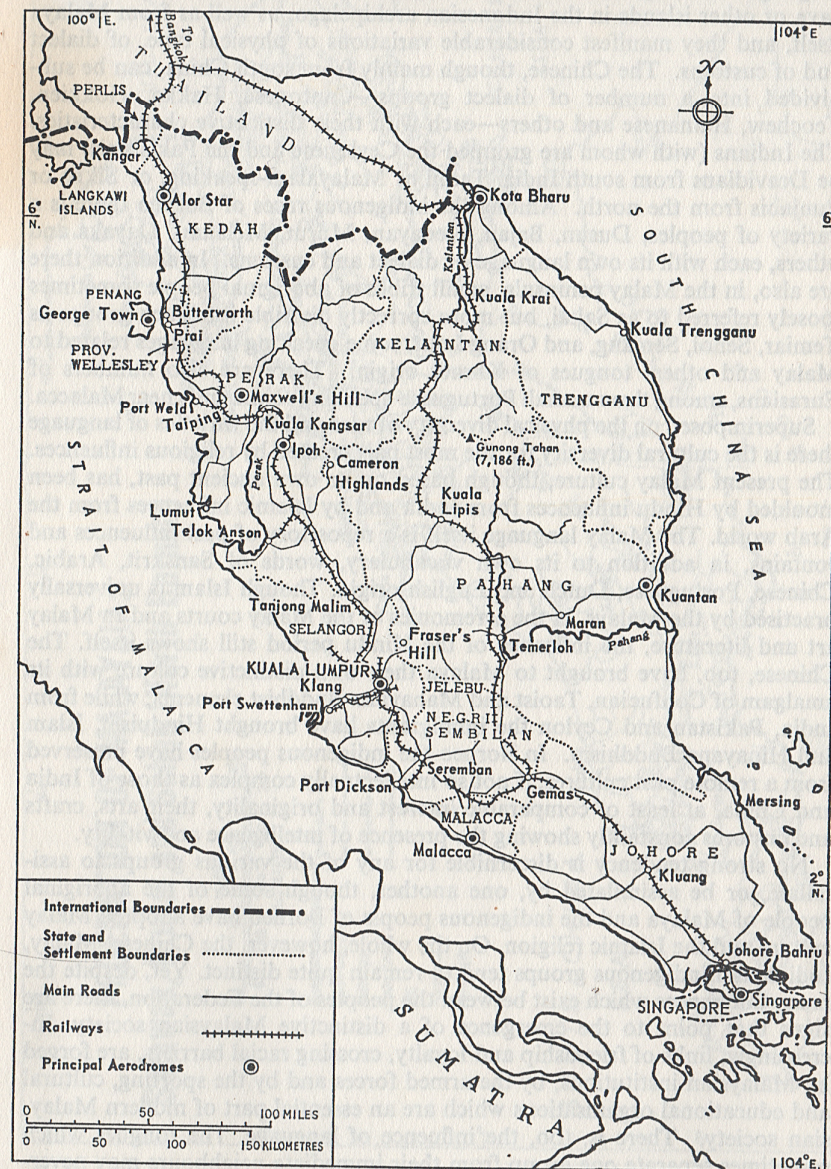 100° E.
To
Bangkok
104° E
N
PERLIS
THAILAND
Kangar
LANGKAWI
ISLANDS
6°
N.
6
Alor Star
Kota Bharu
KEDAH
Kelantan
SOUTH CHINA SEA
PENANG
George Town
Butterworth
Prai
PROV.
WELLESLEY
Kuala Krai
Kuala Trengganu
KELANTAN
PERAK
Maxwell's Hill
TRENGGANU
Port Weld
Taiping
Kuala Kangsar
Ipoh
Perak
Gunong Tahan
(7,186 ft.)
Cameron
Highlands
STRAIT OF MALACCA
Kuala
Lipis
Lumut
Telok Anson
PAHANG
Kuantan
Tanjong Malim
SELANGOR
Maran
Pahang
Fraser's
Hill
Temerloh
KUALA LUMPUR
Klang
JELEBU
Port Swettenham
NEGRI
SEMBILAN
Seremban
Port Dickson
Gemas
Mersing
MALACCA
Malacca
JOHORE
Kluang
2°
N.
International Boundaries
State and
Settlement Boundaries
Main Roads
Railways
Principal Aerodromes
Johore Bahru
SINGAPORE
Singapore
SUMATRA
0 50 100 MILES
0 50 100 150 KILOMETRES
104° E.